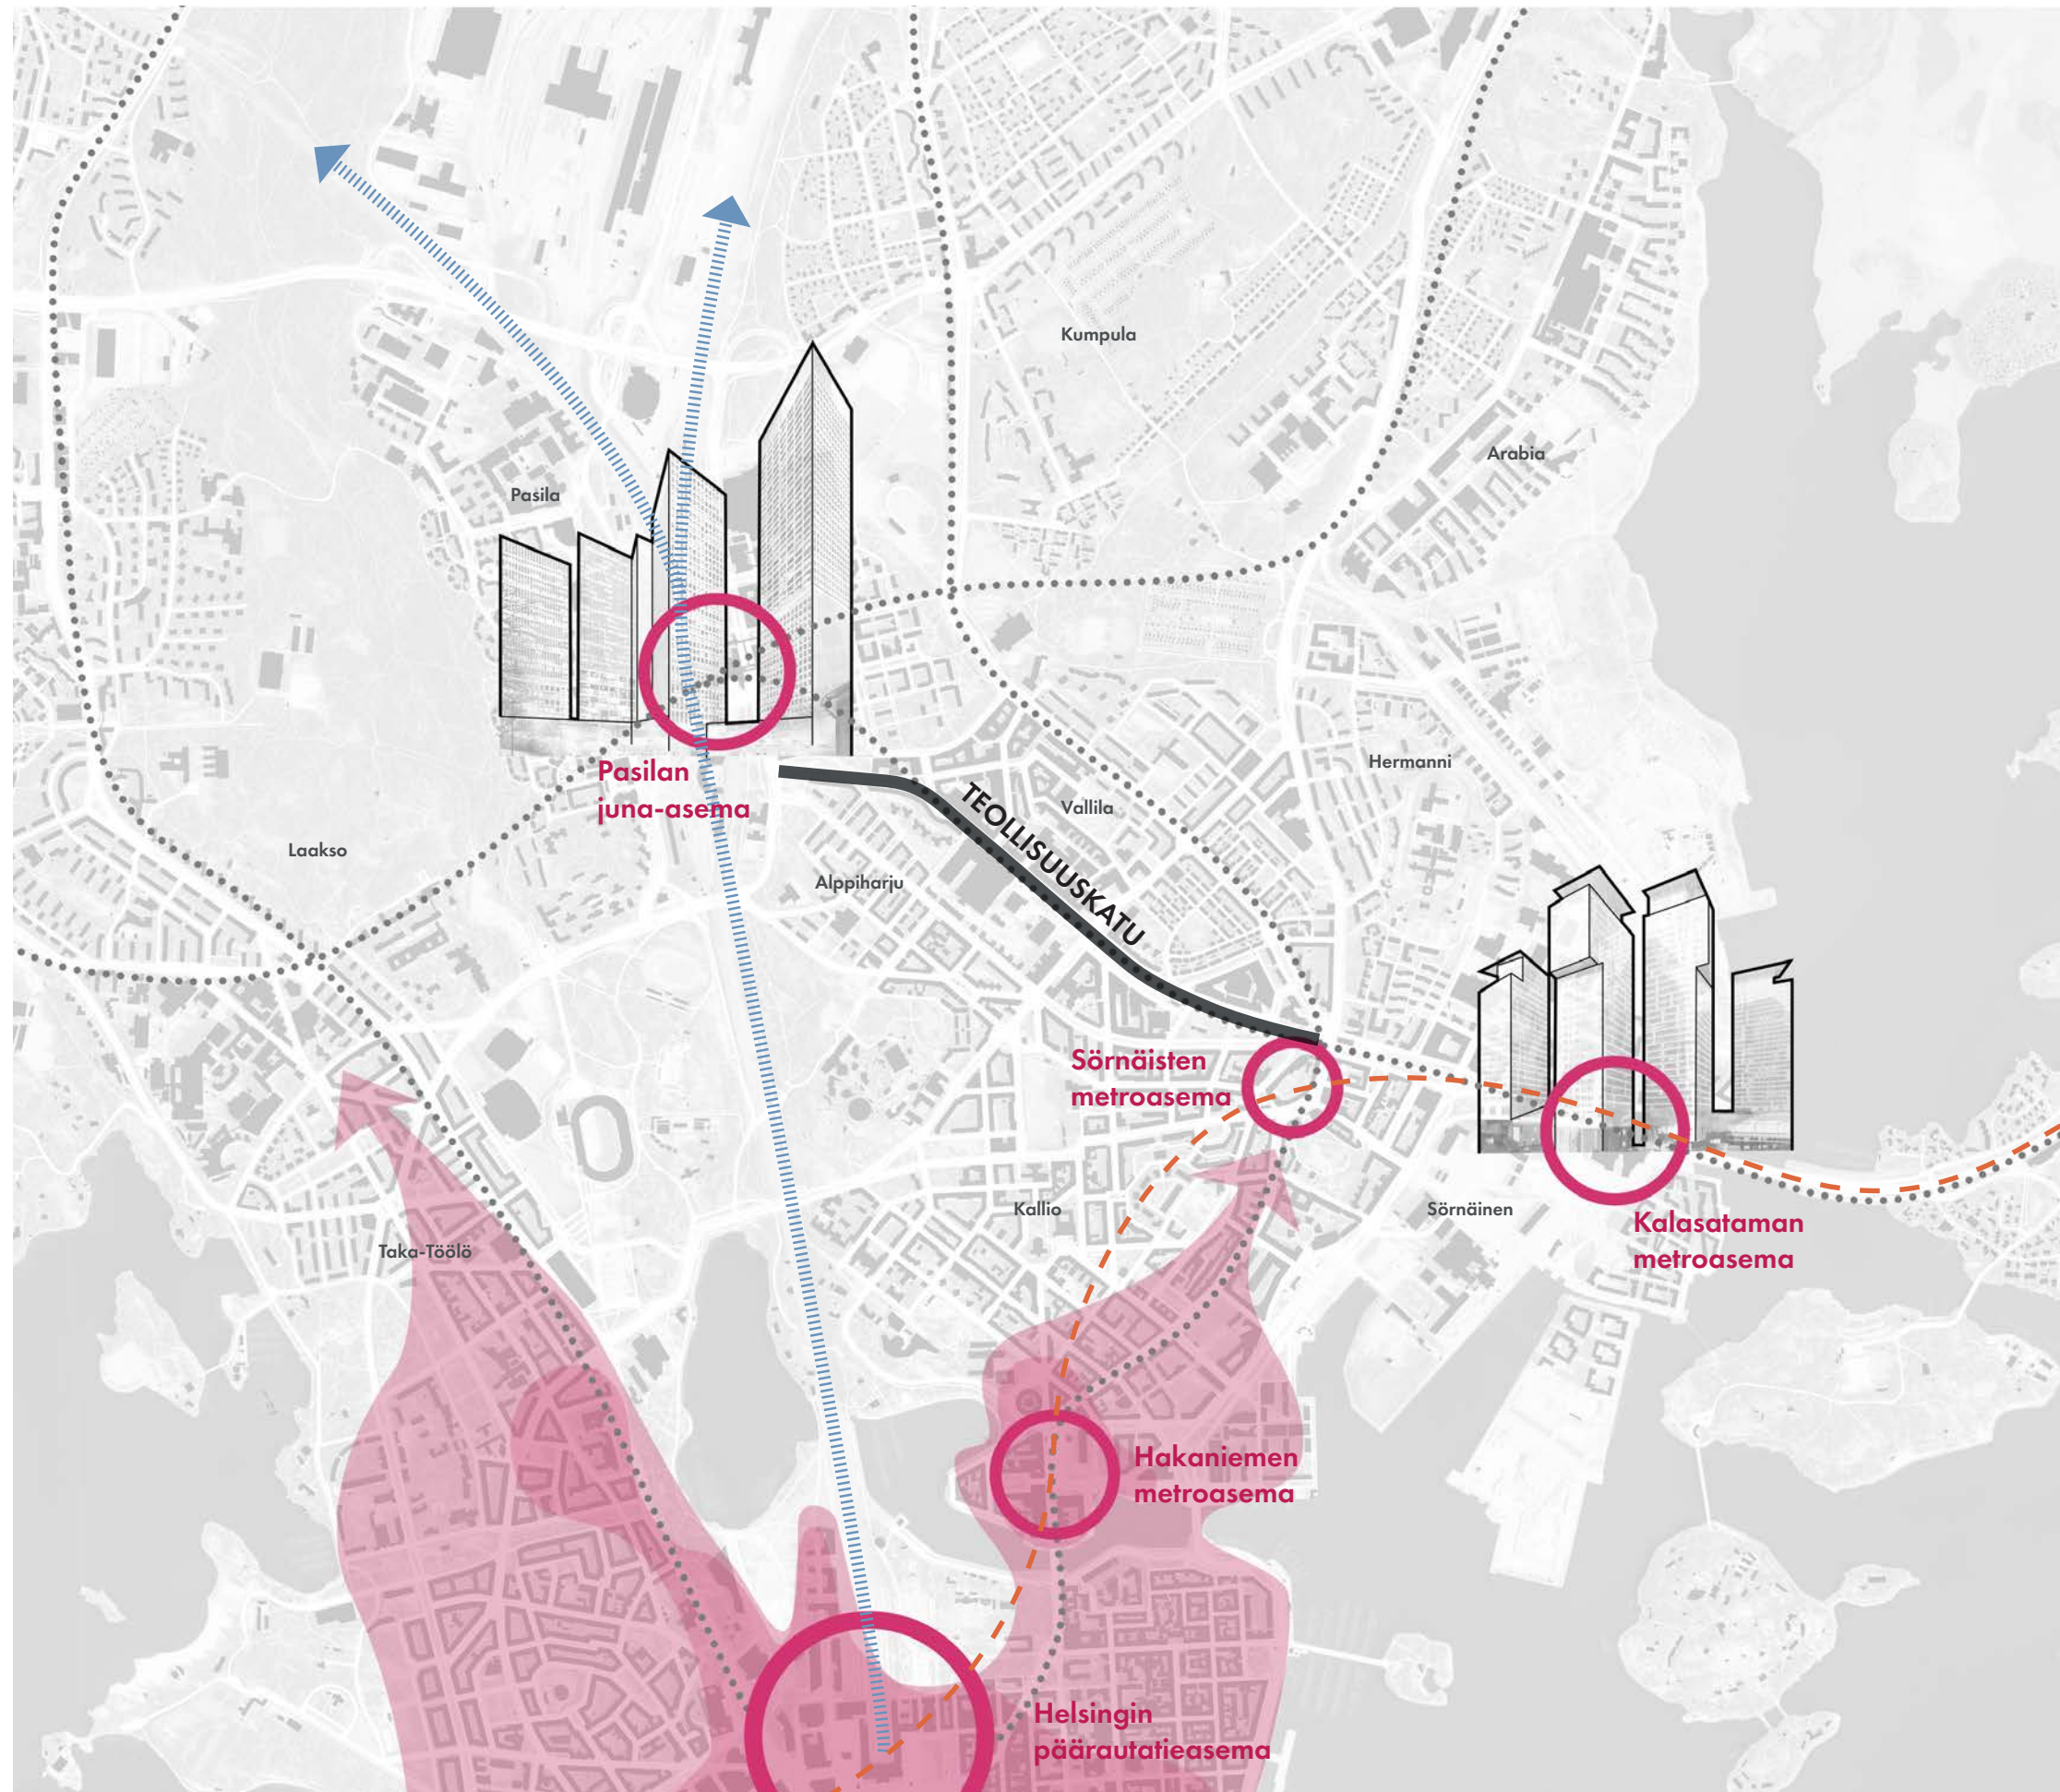 Kumpula
Arabia
Pasila
Pasilan
juna-asema
Hermanni
TEOLLISUUSKATU
Vallila
Laakso
Alppiharju
Sörnäisten
metroasema
Kallio
Sörnäinen
Kalasataman
metroasema
Taka-Töölö
Hakaniemen
metroasema
Helsingin
päärautatieasema